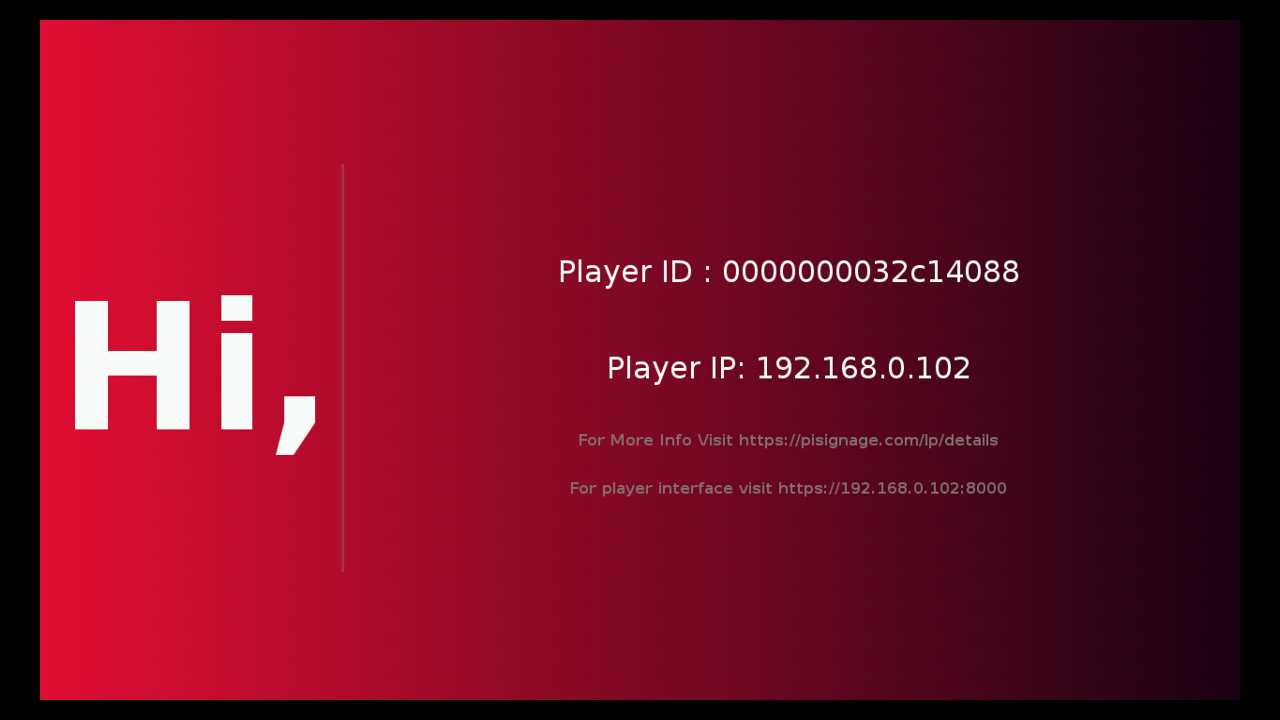 Hi,
Player ID : 0000000032c14088
Player IP: 192.168.0.102
For More Info Visit https://pisignage.com/lp/details
For player interface visit https://192.168.0.102:8000